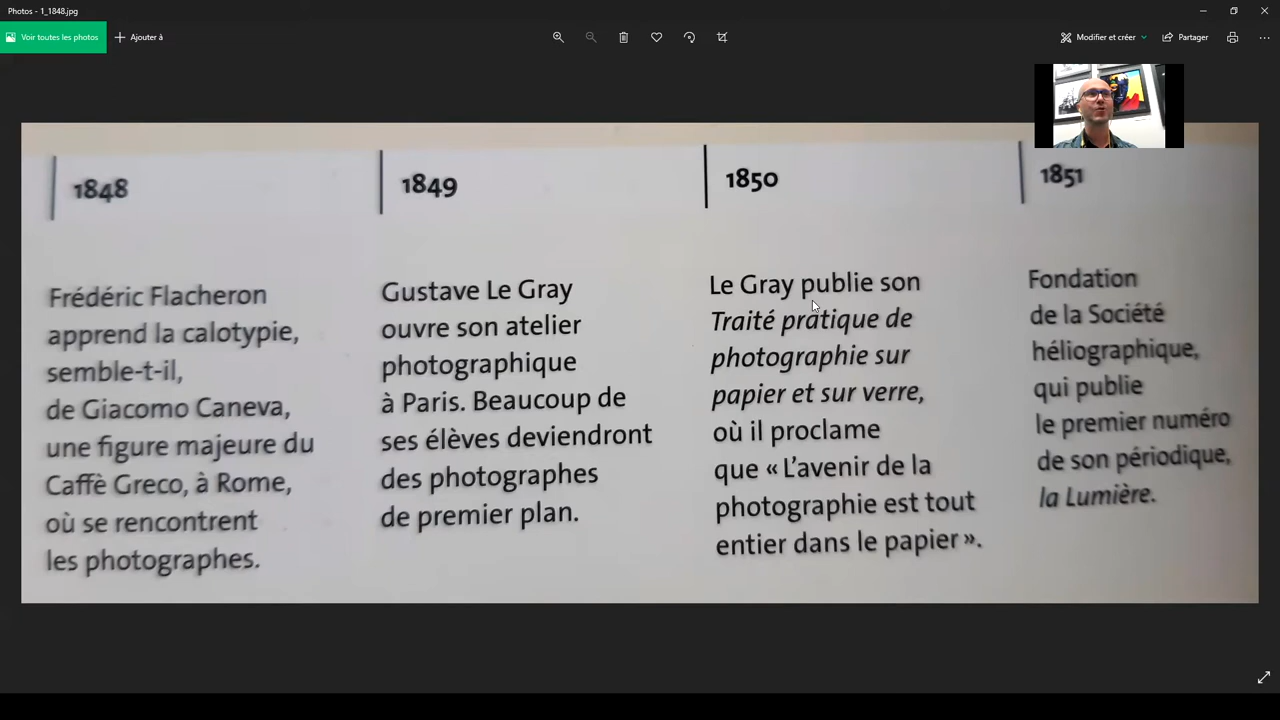 Photos - 1_1848.jpg
Voir toutes les photos
Ajouter à
Modifier et créer
Partager
1848
Frédéric Flacheron
apprend la calotypie,
semble-t-il,
de Giacomo Caneva,
une figure majeure du
Caffè Greco, à Rome,
où se rencontrent
les photographes.
1849
Gustave Le Gray
ouvre son atelier
photographique
à Paris. Beaucoup de
ses élèves deviendront
des photographes
de premier plan.
1850
Le Gray publie son
Traité pratique de
photographie sur
papier et sur verre,
où il proclame
que « L'avenir de la
photographie est tout
entier dans le papier ».
1851
Fondation
de la Société
héliographique,
qui publie
le premier numéro
de son périodique,
la Lumière.